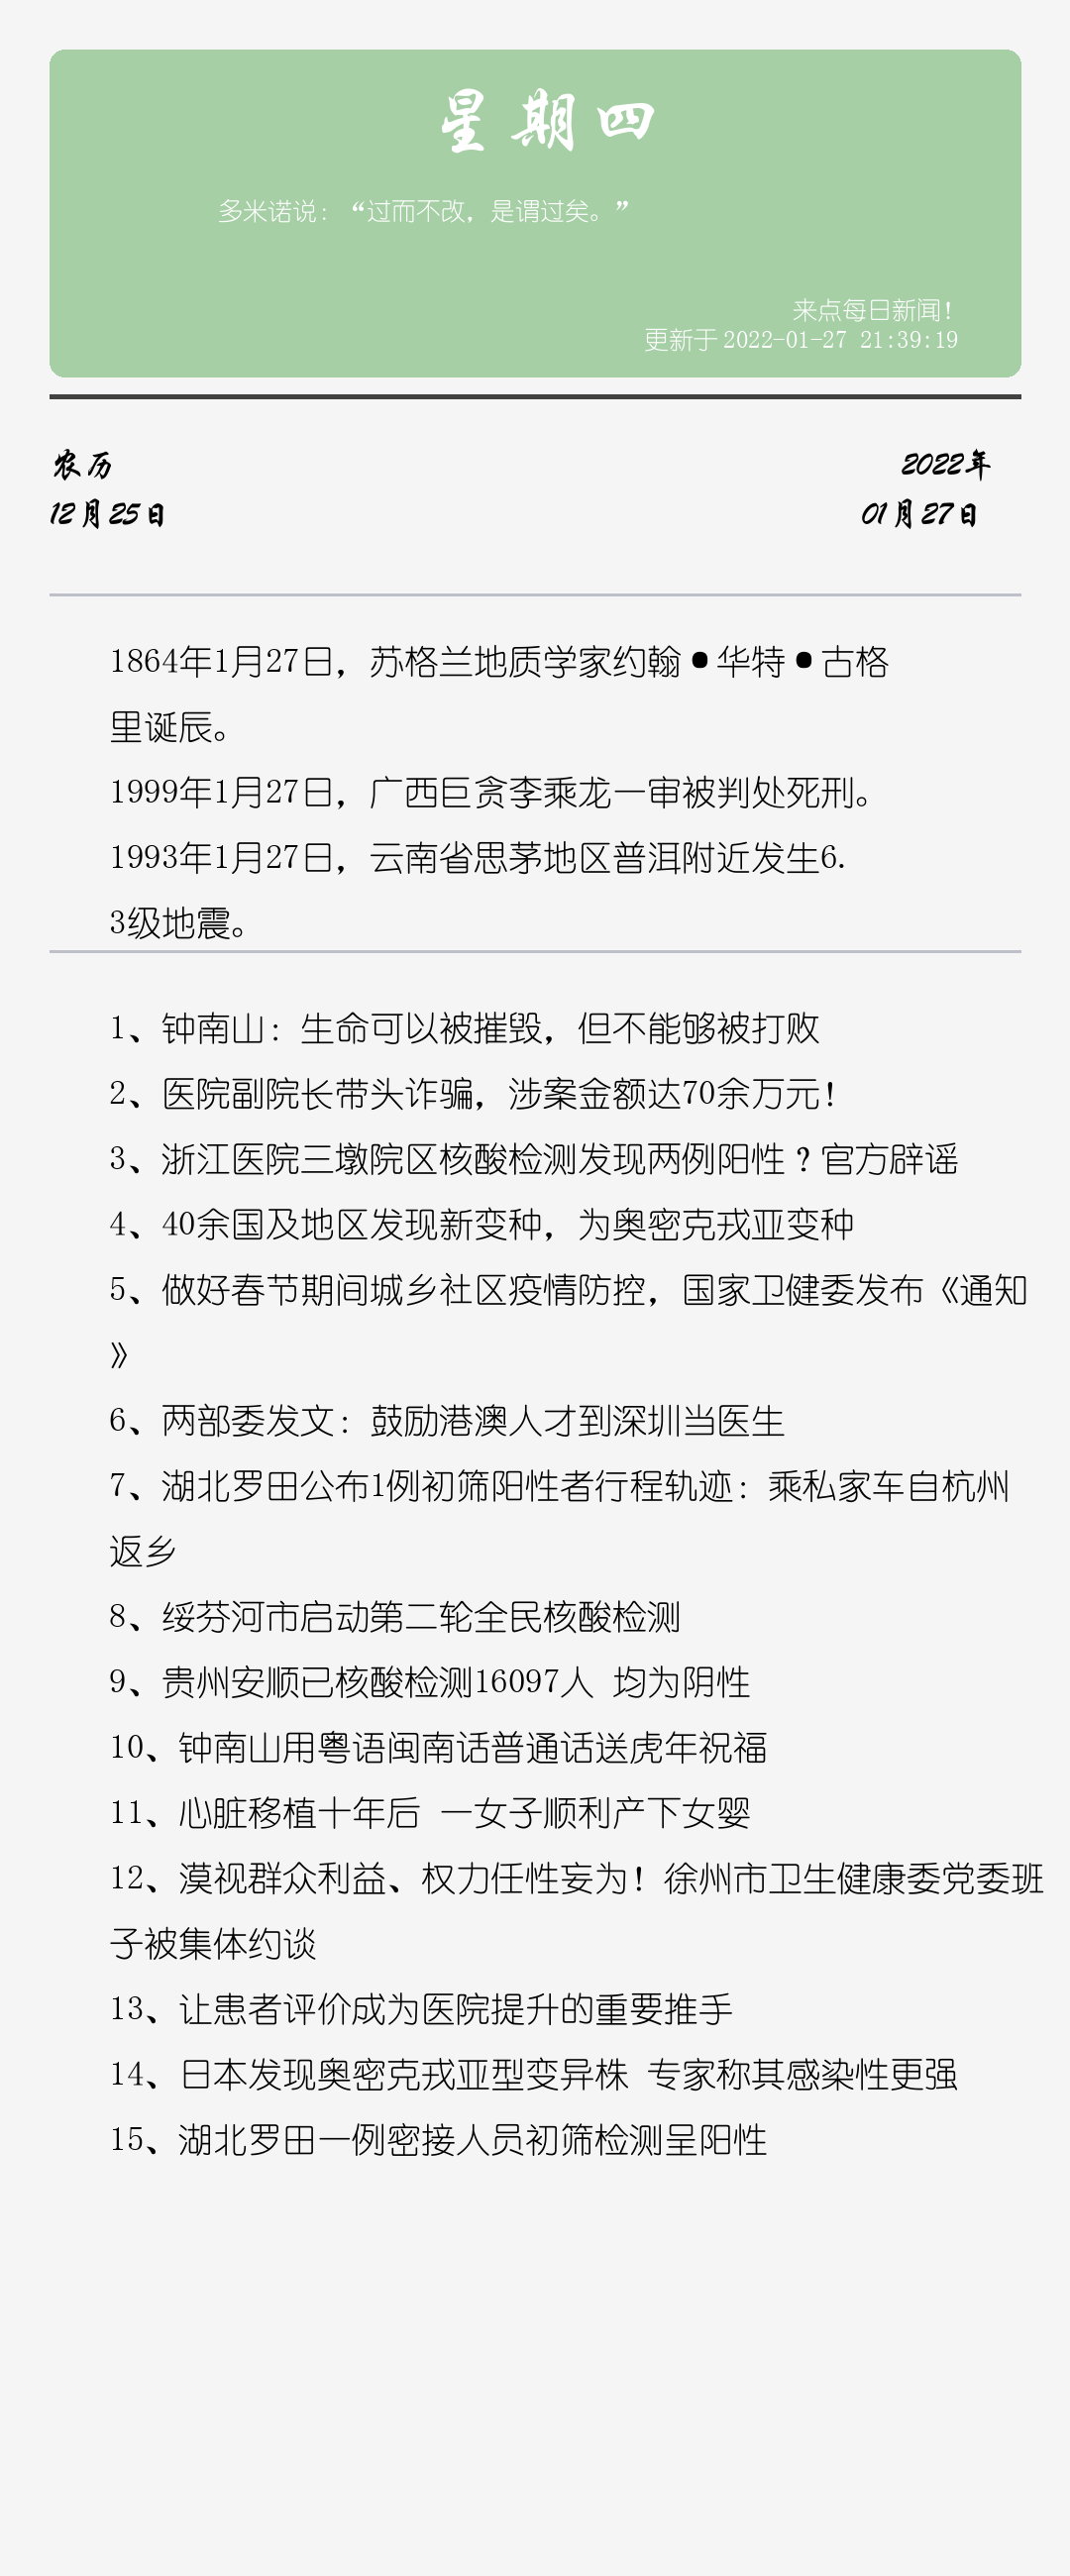 星期四
多米诺说：“过而不改，是谓过矣。”
来点每日新闻！
更新于2022-01-27 21:39:19
农历
12月25日
2022年
01月27日
1864年1月27日，苏格兰地质学家约翰•华特•古格
里诞辰。
1999年1月27日，广西巨贪李乘龙一审被判处死刑。
1993年1月27日，云南省思茅地区普洱附近发生6.
3级地震。
1、钟南山：生命可以被摧毁，但不能够被打败
2、医院副院长带头诈骗，涉案金额达70余万元！
3、浙江医院三墩院区核酸检测发现两例阳性？官方辟谣
4、40余国及地区发现新变种，为奥密克戎亚变种
5、做好春节期间城乡社区疫情防控，国家卫健委发布《通知
》
6、两部委发文：鼓励港澳人才到深圳当医生
7、湖北罗田公布1例初筛阳性者行程轨迹：乘私家车自杭州
返乡
8、绥芬河市启动第二轮全民核酸检测
9、贵州安顺已核酸检测16097人 均为阴性
10、钟南山用粤语闽南话普通话送虎年祝福
11、心脏移植十年后 一女子顺利产下女婴
12、漠视群众利益、权力任性妄为！徐州市卫生健康委党委班
子被集体约谈
13、让患者评价成为医院提升的重要推手
14、日本发现奥密克戎亚型变异株 专家称其感染性更强
15、湖北罗田一例密接人员初筛检测呈阳性